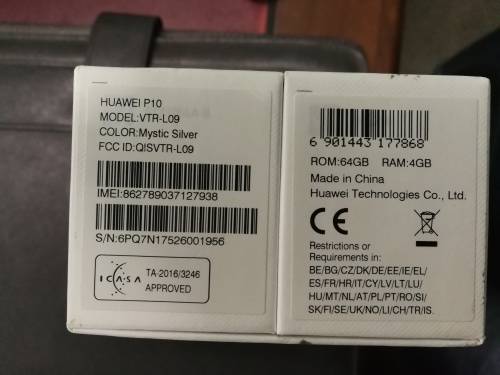 HUAWEI P10
MODEL:VTR-L09
COLOR:Mystic Silver
FCC ID:QISVTR-L09
IMEI:862789037127938
S/N:6PQ7N17526001956
ICASA
TA-2016/3246
APPROVED
6 901443 177868
ROM:64GB RAM:4GB
Made in China
Huawei Technologies Co., Ltd.
CE
Restrictions or
Requirements in:
BE/BG/CZ/DK/DE/EE/IE/EL/
ES/FR/HR/IT/CY/LV/LT/LU/
HU/MT/NL/AT/PL/PT/RO/SI/
SK/FI/SE/UK/NO/LI/CH/TR/IS.